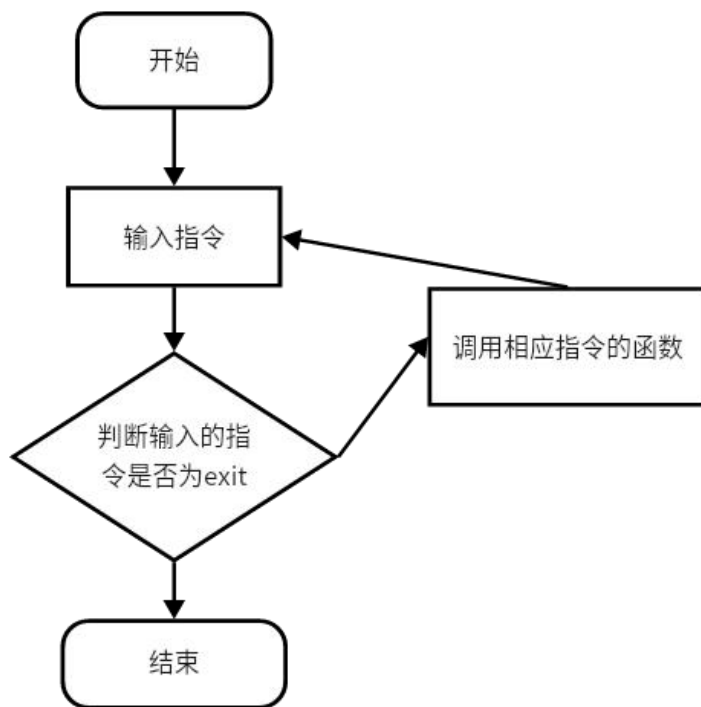 开始
输入指令
调用相应指令的函数
判断输入的指
令是否为exit
结束